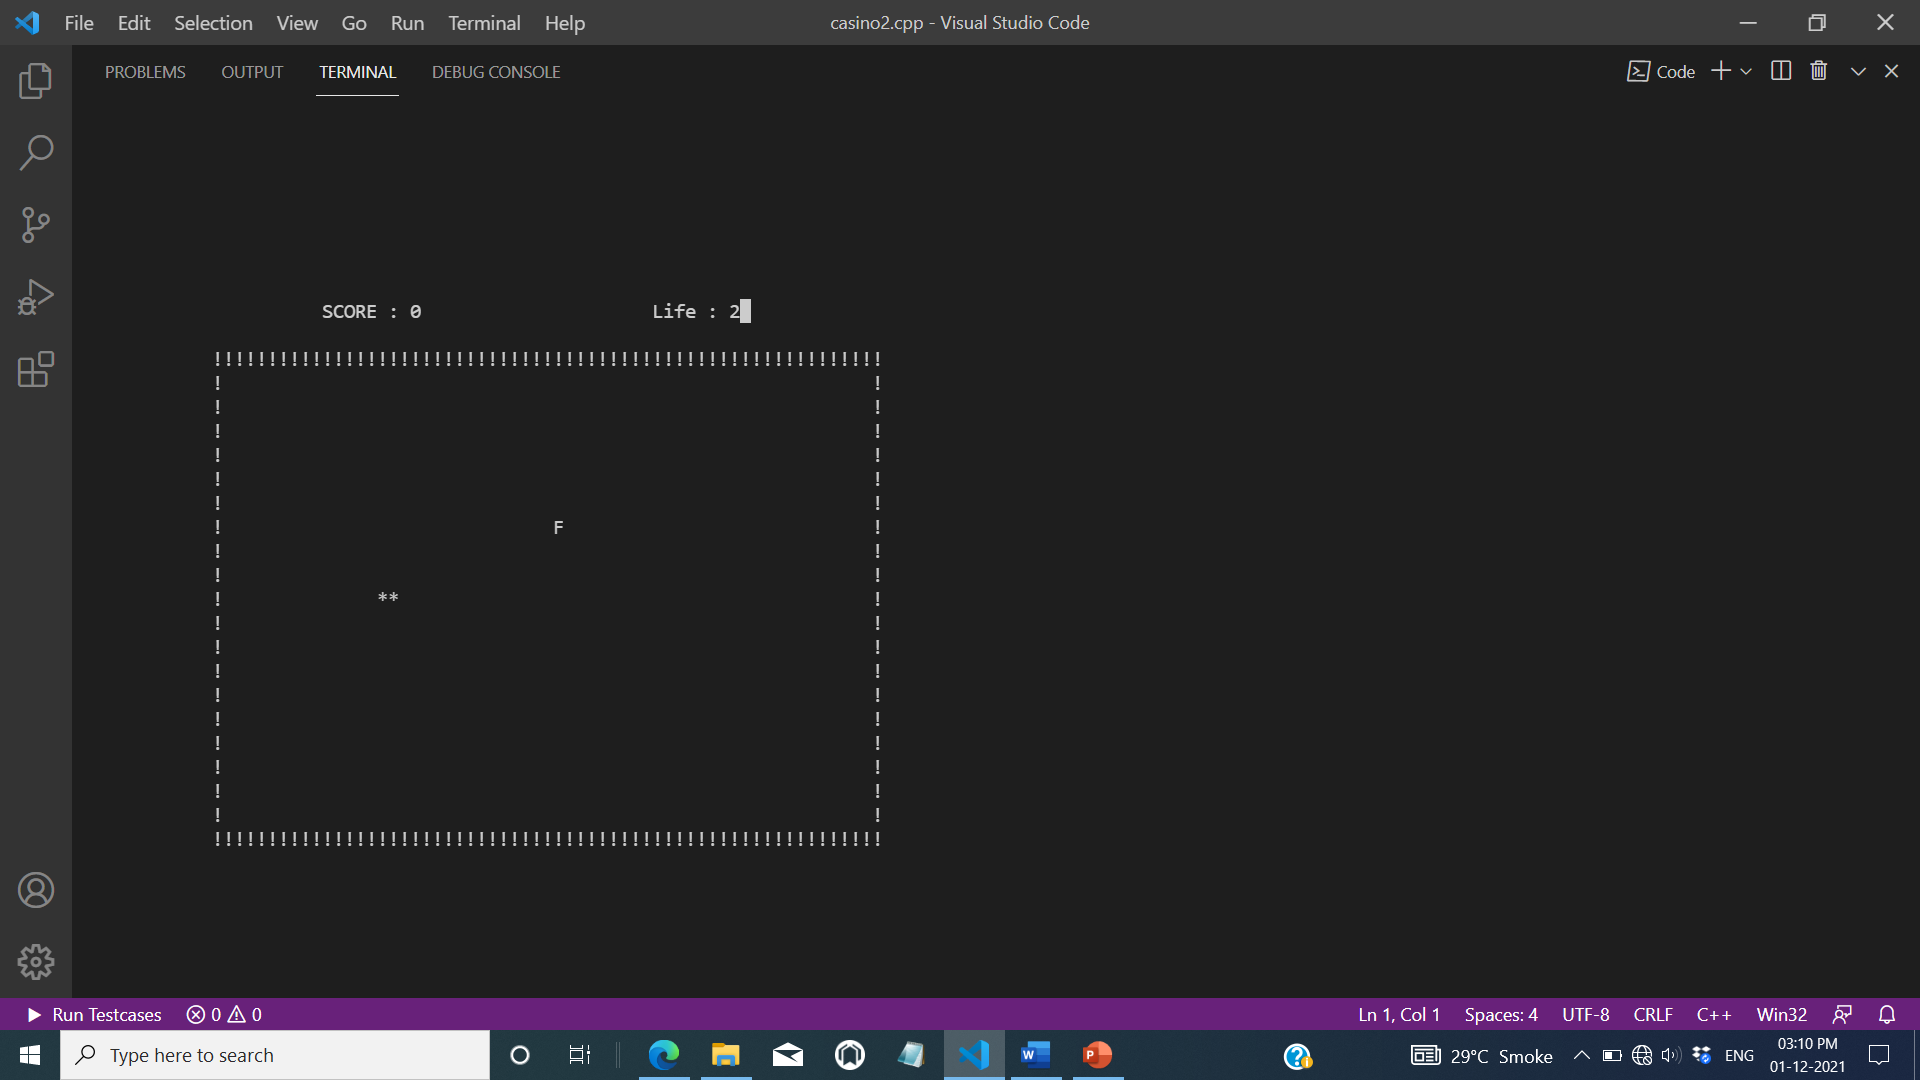 File Edit Selection View Go Run Terminal Help casino2.cpp - Visual Studio Code
PROBLEMS OUTPUT TERMINAL DEBUG CONSOLE Code
SCORE : 0 Life : 2
!!!!!!!!!!!!!!!!!!!!!!!!!!!!!!!!!!!!!!!!!!!!!!!!!!!!!!!!!!!!!
! !
! !
! !
! !
! !
! !
! F !
! !
! !
! ** !
! !
! !
! !
! !
! !
! !
! !
! !
! !
!!!!!!!!!!!!!!!!!!!!!!!!!!!!!!!!!!!!!!!!!!!!!!!!!!!!!!!!!!!!!
Run Testcases 0 0 Ln 1, Col 1 Spaces: 4 UTF-8 CRLF C++ Win32
Type here to search 29°C Smoke ENG 03:10 PM
01-12-2021